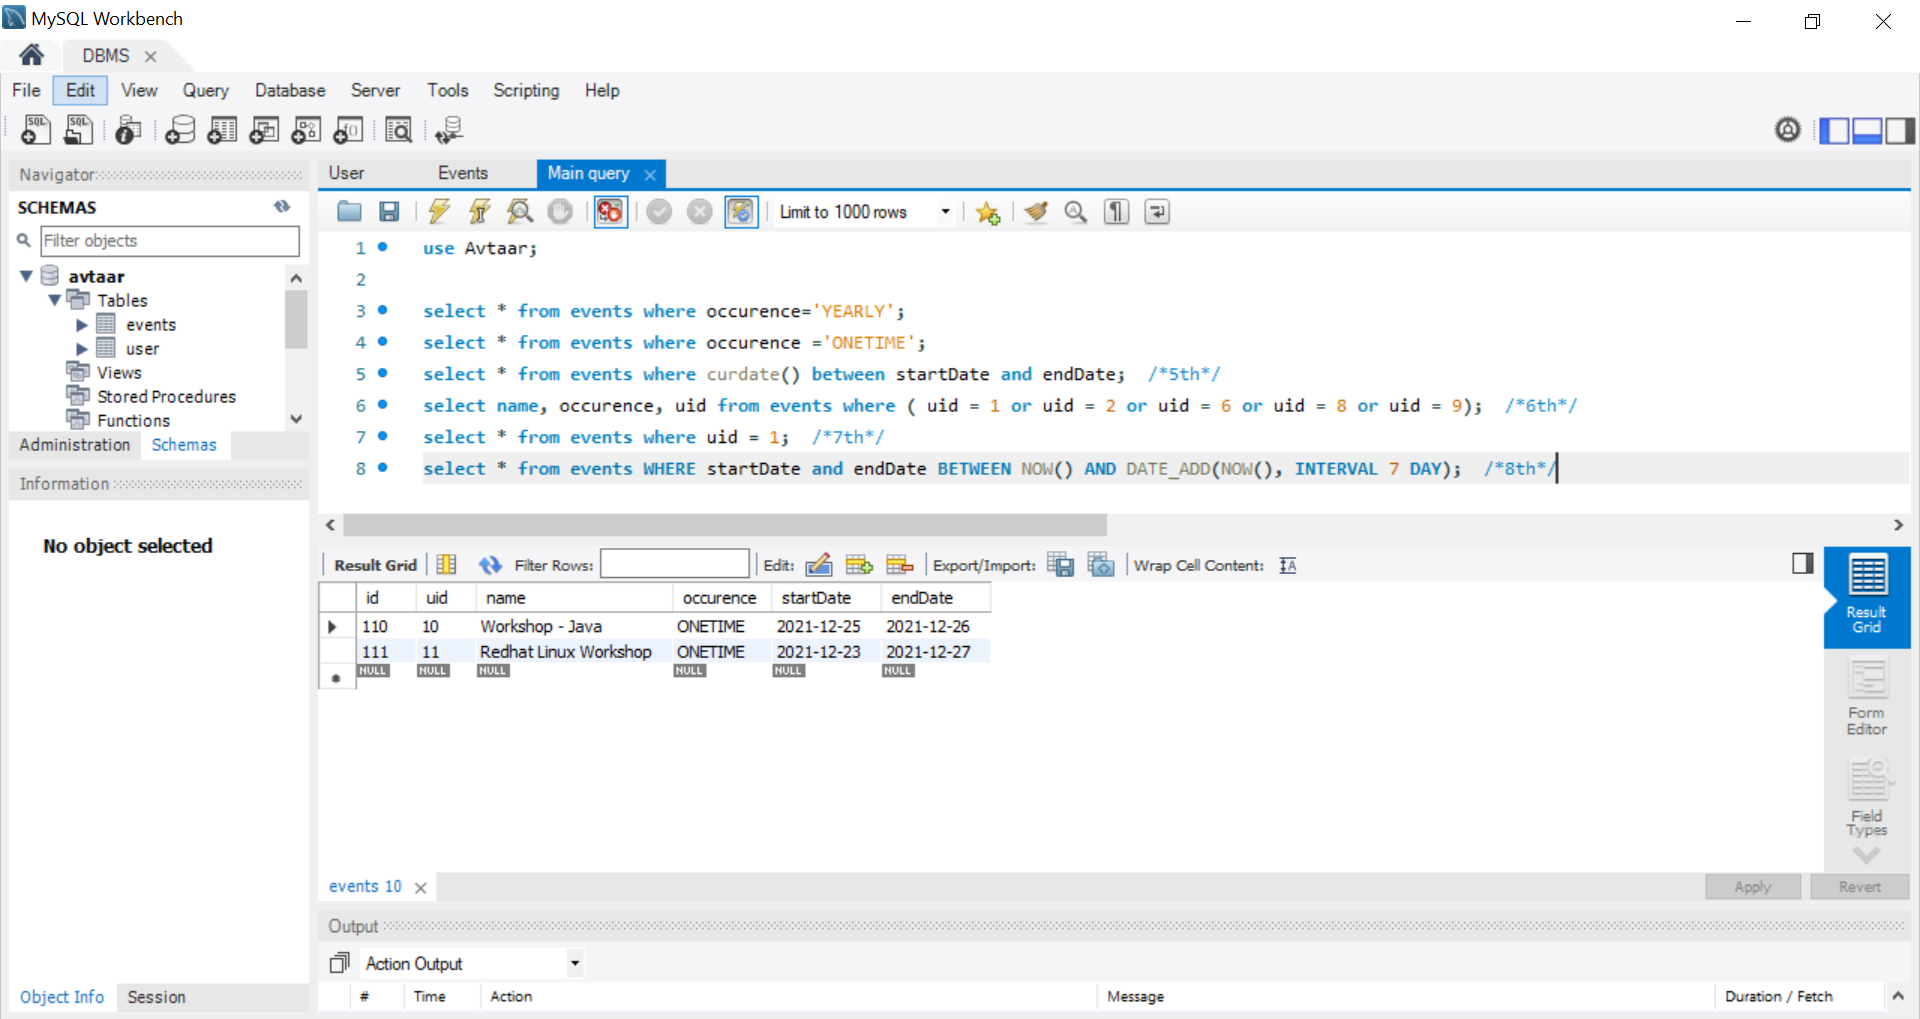 MySQL Workbench
DBMS
File Edit View Query Database Server Tools Scripting Help
Navigator
SCHEMAS
Filter objects
avtaar
Tables
events
user
Views
Stored Procedures
Functions
Administration Schemas
Information
No object selected
Object Info Session
User Events Main query
Limit to 1000 rows
1 use Avtaar;
2
3 select * from events where occurence='YEARLY';
4 select * from events where occurence ='ONETIME';
5 select * from events where curdate() between startDate and endDate; /*5th*/
6 select name, occurence, uid from events where ( uid = 1 or uid = 2 or uid = 6 or uid = 8 or uid = 9); /*6th*/
7 select * from events where uid = 1; /*7th*/
8 select * from events WHERE startDate and endDate BETWEEN NOW() AND DATE_ADD(NOW(), INTERVAL 7 DAY); /*8th*/
Result Grid Filter Rows: Edit: Export/Import: Wrap Cell Content:
id uid name occurence startDate endDate
110 10 Workshop - Java ONETIME 2021-12-25 2021-12-26
111 11 Redhat Linux Workshop ONETIME 2021-12-23 2021-12-27
NULL NULL NULL NULL NULL NULL
Result
Grid
Form
Editor
Field
Types
events 10
Apply Revert
Output
Action Output
# Time Action Message Duration / Fetch